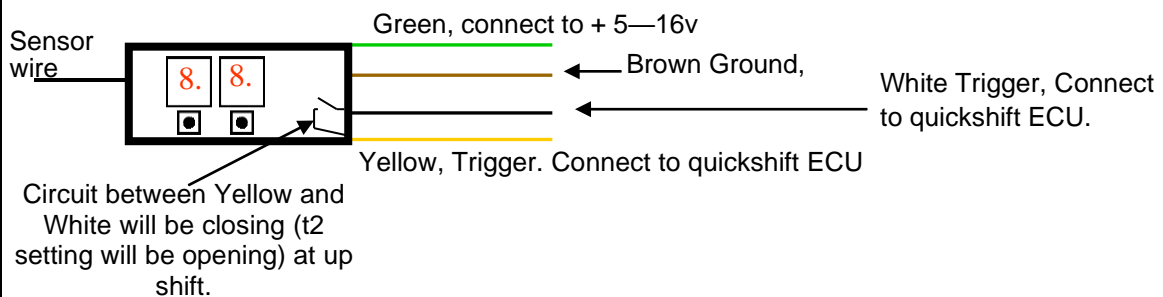 Green, connect to + 5—16v
Sensor
wire
8. 8.
Brown Ground,
White Trigger, Connect
to quickshift ECU.
Yellow, Trigger. Connect to quickshift ECU
Circuit between Yellow and
White will be closing (t2
setting will be opening) at up
shift.